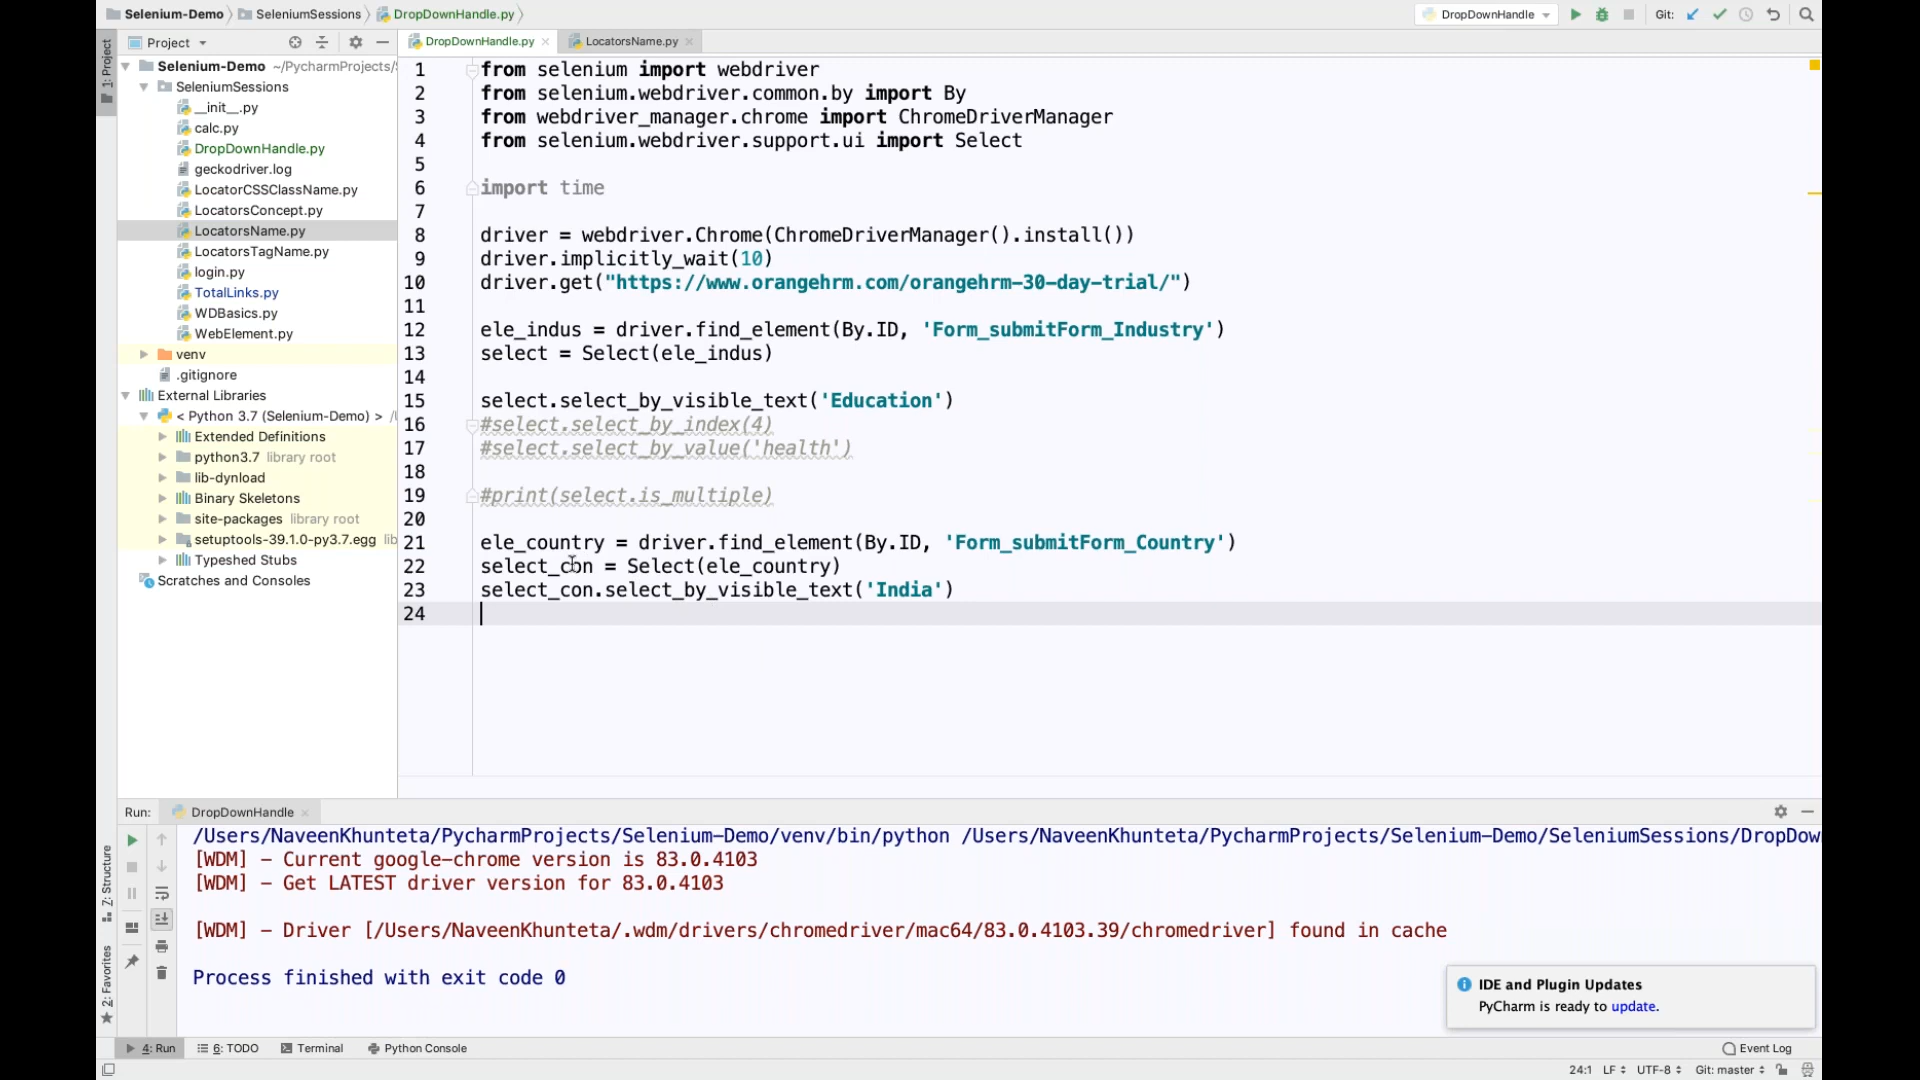 Selenium-Demo SeleniumSessions DropDownHandle.py
DropDownHandle Git:
1: Project
Project
DropDownHandle.py LocatorsName.py
Selenium-Demo ~/PycharmProjects/
SeleniumSessions
__init__.py
calc.py
DropDownHandle.py
geckodriver.log
LocatorCSSClassName.py
LocatorsConcept.py
LocatorsName.py
LocatorsTagName.py
login.py
TotalLinks.py
WDBasics.py
WebElement.py
venv
.gitignore
External Libraries
< Python 3.7 (Selenium-Demo) >
Extended Definitions
python3.7 library root
lib-dynload
Binary Skeletons
site-packages library root
setuptools-39.1.0-py3.7.egg lib
Typeshed Stubs
Scratches and Consoles
1 from selenium import webdriver
2 from selenium.webdriver.common.by import By
3 from webdriver_manager.chrome import ChromeDriverManager
4 from selenium.webdriver.support.ui import Select
5
6 import time
7
8 driver = webdriver.Chrome(ChromeDriverManager().install())
9 driver.implicitly_wait(10)
10 driver.get("https://www.orangehrm.com/orangehrm-30-day-trial/")
11
12 ele_indus = driver.find_element(By.ID, 'Form_submitForm_Industry')
13 select = Select(ele_indus)
14
15 select.select_by_visible_text('Education')
16 #select.select_by_index(4)
17 #select.select_by_value('health')
18
19 #print(select.is_multiple)
20
21 ele_country = driver.find_element(By.ID, 'Form_submitForm_Country')
22 select_con = Select(ele_country)
23 select_con.select_by_visible_text('India')
24
Run: DropDownHandle
/Users/NaveenKhunteta/PycharmProjects/Selenium-Demo/venv/bin/python /Users/NaveenKhunteta/PycharmProjects/Selenium-Demo/SeleniumSessions/DropDow
[WDM] - Current google-chrome version is 83.0.4103
[WDM] - Get LATEST driver version for 83.0.4103
[WDM] - Driver [/Users/NaveenKhunteta/.wdm/drivers/chromedriver/mac64/83.0.4103.39/chromedriver] found in cache
Process finished with exit code 0
Z: Structure
2: Favorites
IDE and Plugin Updates
PyCharm is ready to update.
4: Run 6: TODO Terminal Python Console Event Log
24:1 LF UTF-8 Git: master